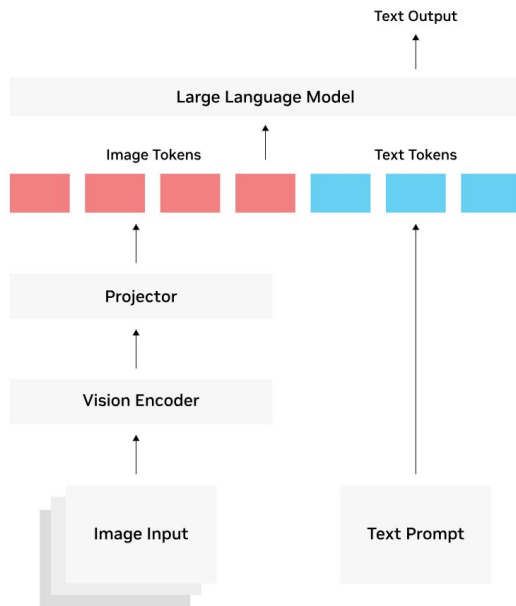 Text Output
Large Language Model
Image Tokens
Text Tokens
Projector
Vision Encoder
Image Input
Text Prompt